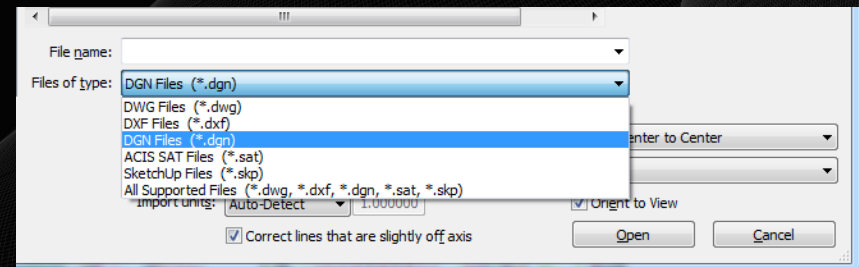 File name:
Files of type: DGN Files (*.dgn)
DWG Files (*.dwg)
DXF Files (*.dxf)
DGN Files (*.dgn)
ACIS SAT Files (*.sat)
SketchUp Files (*.skp)
All Supported Files (*.dwg, *.dxf, *.dgn, *.sat, *.skp)
enter to Center
Import units: Auto-Detect 1.000000 Orient to View
Correct lines that are slightly off axis Open Cancel